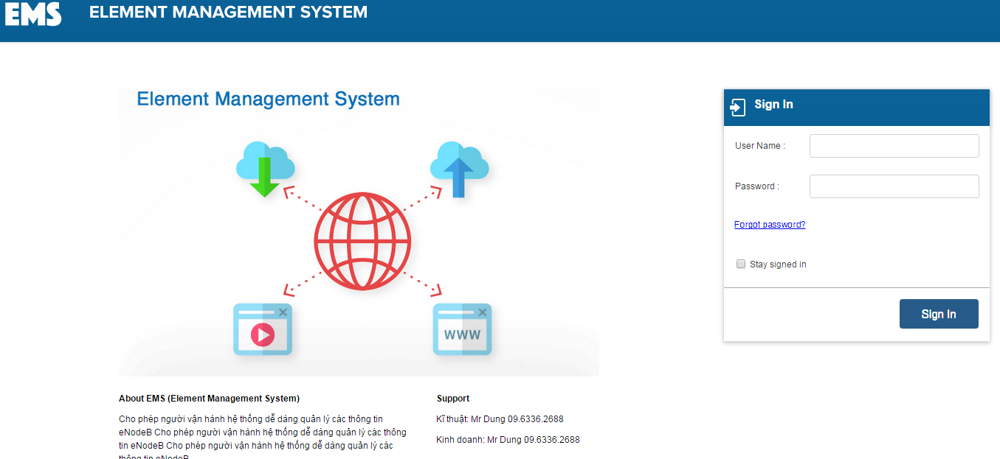 EMS
ELEMENT MANAGEMENT SYSTEM
Element Management System
WWW
Sign In
User Name :
Password :
Forgot password?
Stay signed in
Sign In
About EMS (Element Management System)
Cho phép người vận hành hệ thống dễ dàng quản lý các thông tin
eNodeB Cho phép người vận hành hệ thống dễ dàng quản lý các thông
tin eNodeB Cho phép người vận hành hệ thống dễ dàng quản lý các
thông tin eNodeB
Support
Kĩ thuật: Mr Dung 09.6336.2688
Kinh doanh: Mr Dung 09.6336.2688